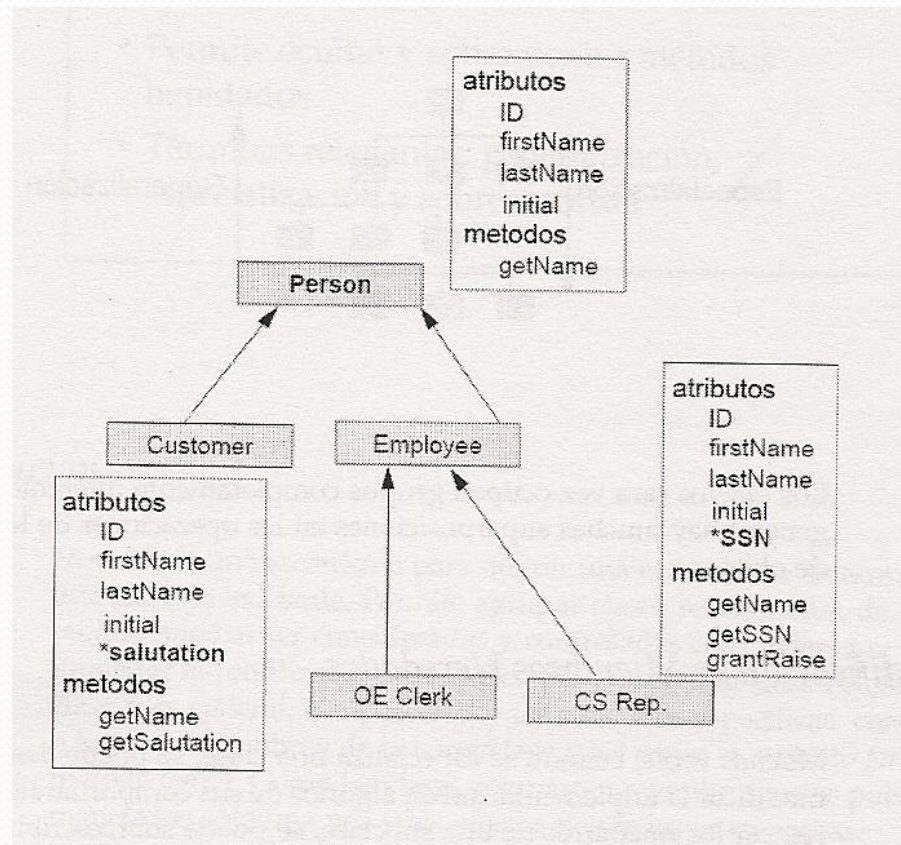 atributos
ID
firstName
lastName
initial
metodos
getName
Person
Customer
Employee
atributos
ID
firstName
lastName
initial
*SSN
metodos
getName
getSSN
grantRaise
atributos
ID
firstName
lastName
initial
*salutation
metodos
getName
getSalutation
OE Clerk
CS Rep.